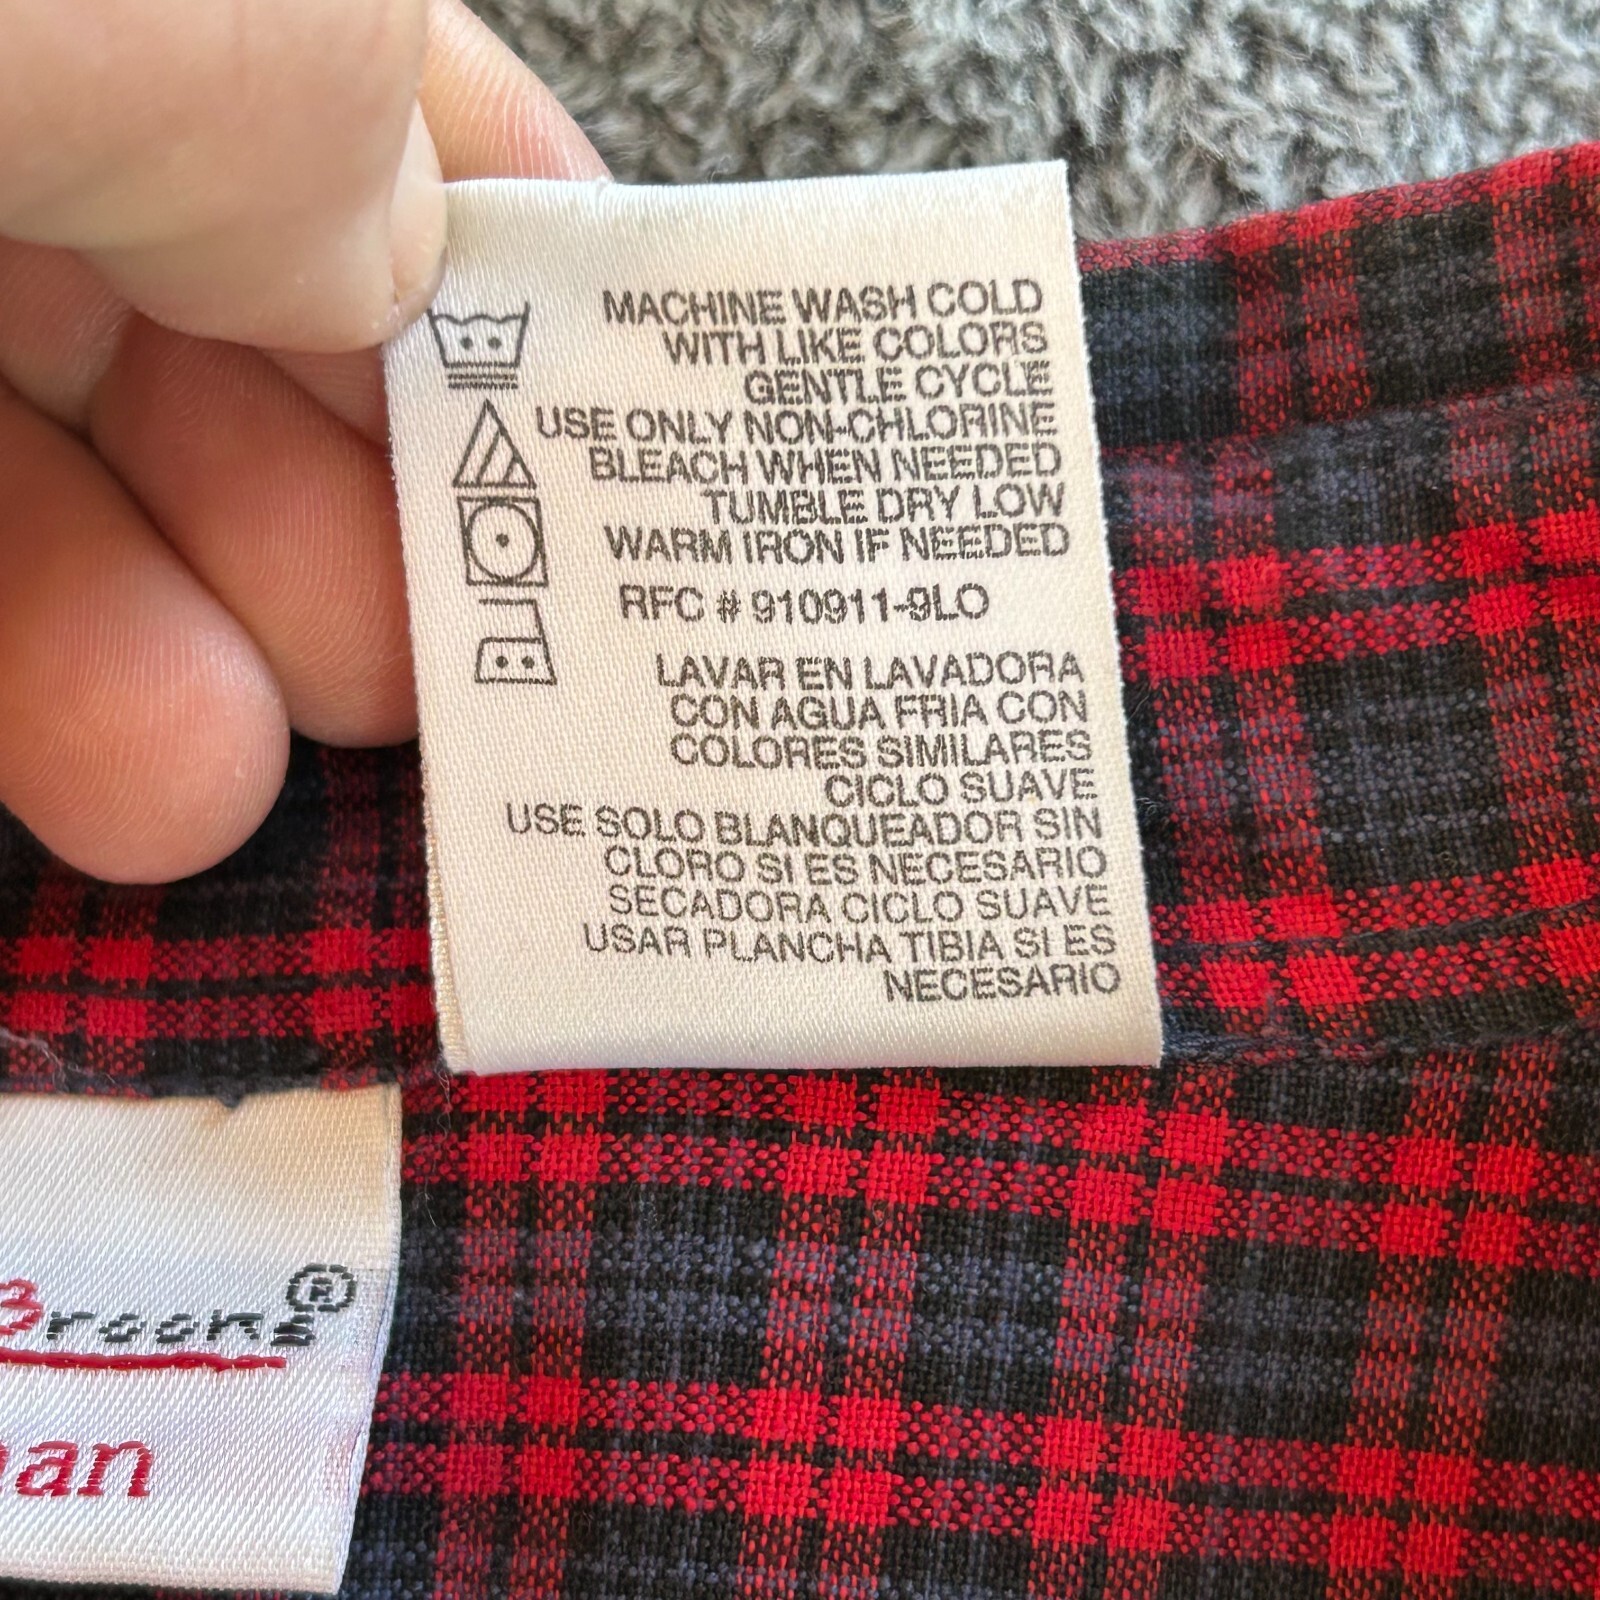 MACHINE WASH COLD
WITH LIKE COLORS
GENTLE CYCLE
USE ONLY NON-CHLORINE
BLEACH WHEN NEEDED
TUMBLE DRY LOW
WARM IRON IF NEEDED
RFC # 910911-9LO
LAVAR EN LAVADORA
CON AGUA FRIA CON
COLORES SIMILARES
CICLO SUAVE
USE SOLO BLANQUEADOR SIN
CLORO SI ES NECESARIO
SECADORA CICLO SUAVE
USAR PLANCHA TIBIA SI ES
NECESARIO